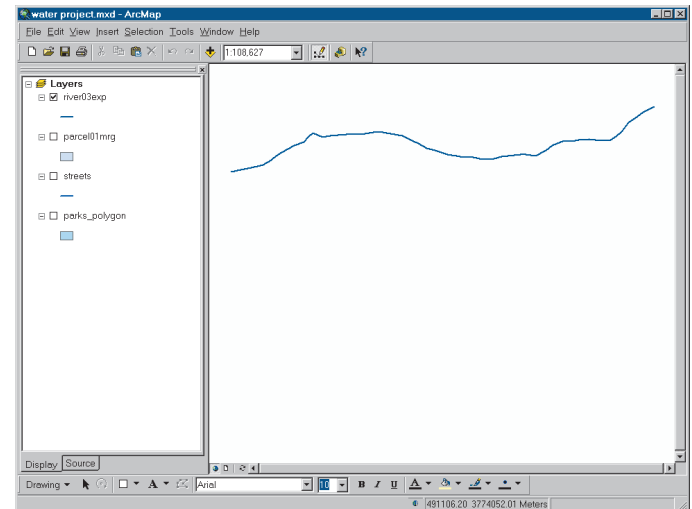 water project.mxd - ArcMap
File Edit View Insert Selection Tools Window Help
1:108,627
Layers
river03exp
parcel01mrg
streets
parks_polygon
Display Source
Drawing A Arial 10 B I U A
491106.20 3774052.01 Meters